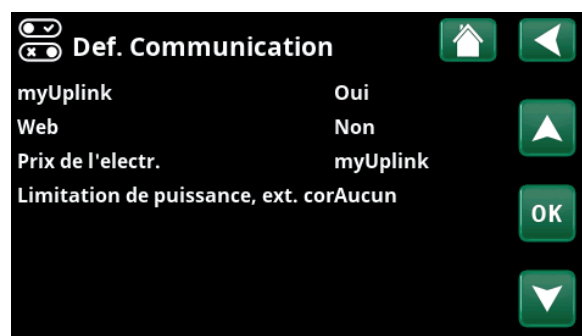 Def. Communication
myUplink Oui
Web Non
Prix de l'electr. myUplink
Limitation de puissance, ext. corAucun
OK